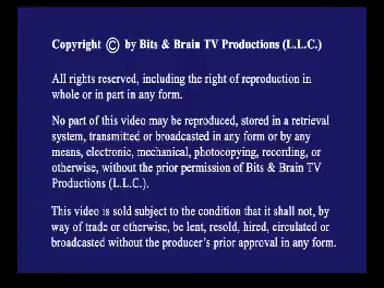 Copyright © by Bits & Brain TV Productions (L.L.C.)
All rights reserved, including the right of reproduction in
whole or in part in any form.
No part of this video may be reproduced, stored in a retrieval
system, transmitted or broadcasted in any form or by any
means, electronic, mechanical, photocopying, recording, or
otherwise, without the prior permission of Bits & Brain TV
Productions (L.L.C.).
This video is sold subject to the condition that it shall not, by
way of trade or otherwise, be lent, resold, hired, circulated or
broadcasted without the producer's prior approval in any form.